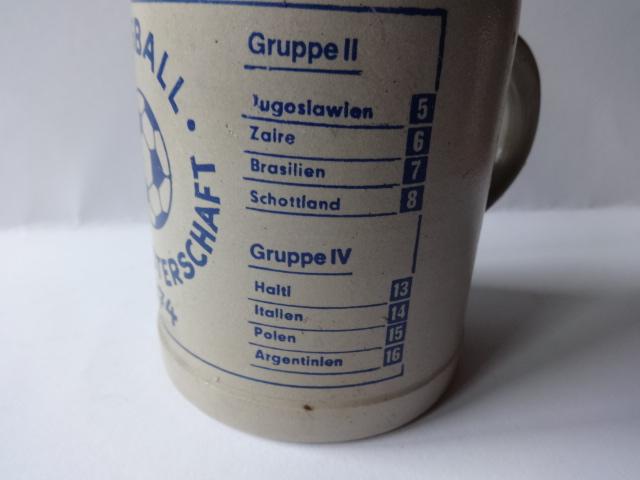 BALL
TERSCHAFT
74
Gruppe II
Jugoslawien 5
Zaire 6
Brasilien 7
Schottland 8
Gruppe IV
Haiti 13
Italien 14
Polen 15
Argentinien 16